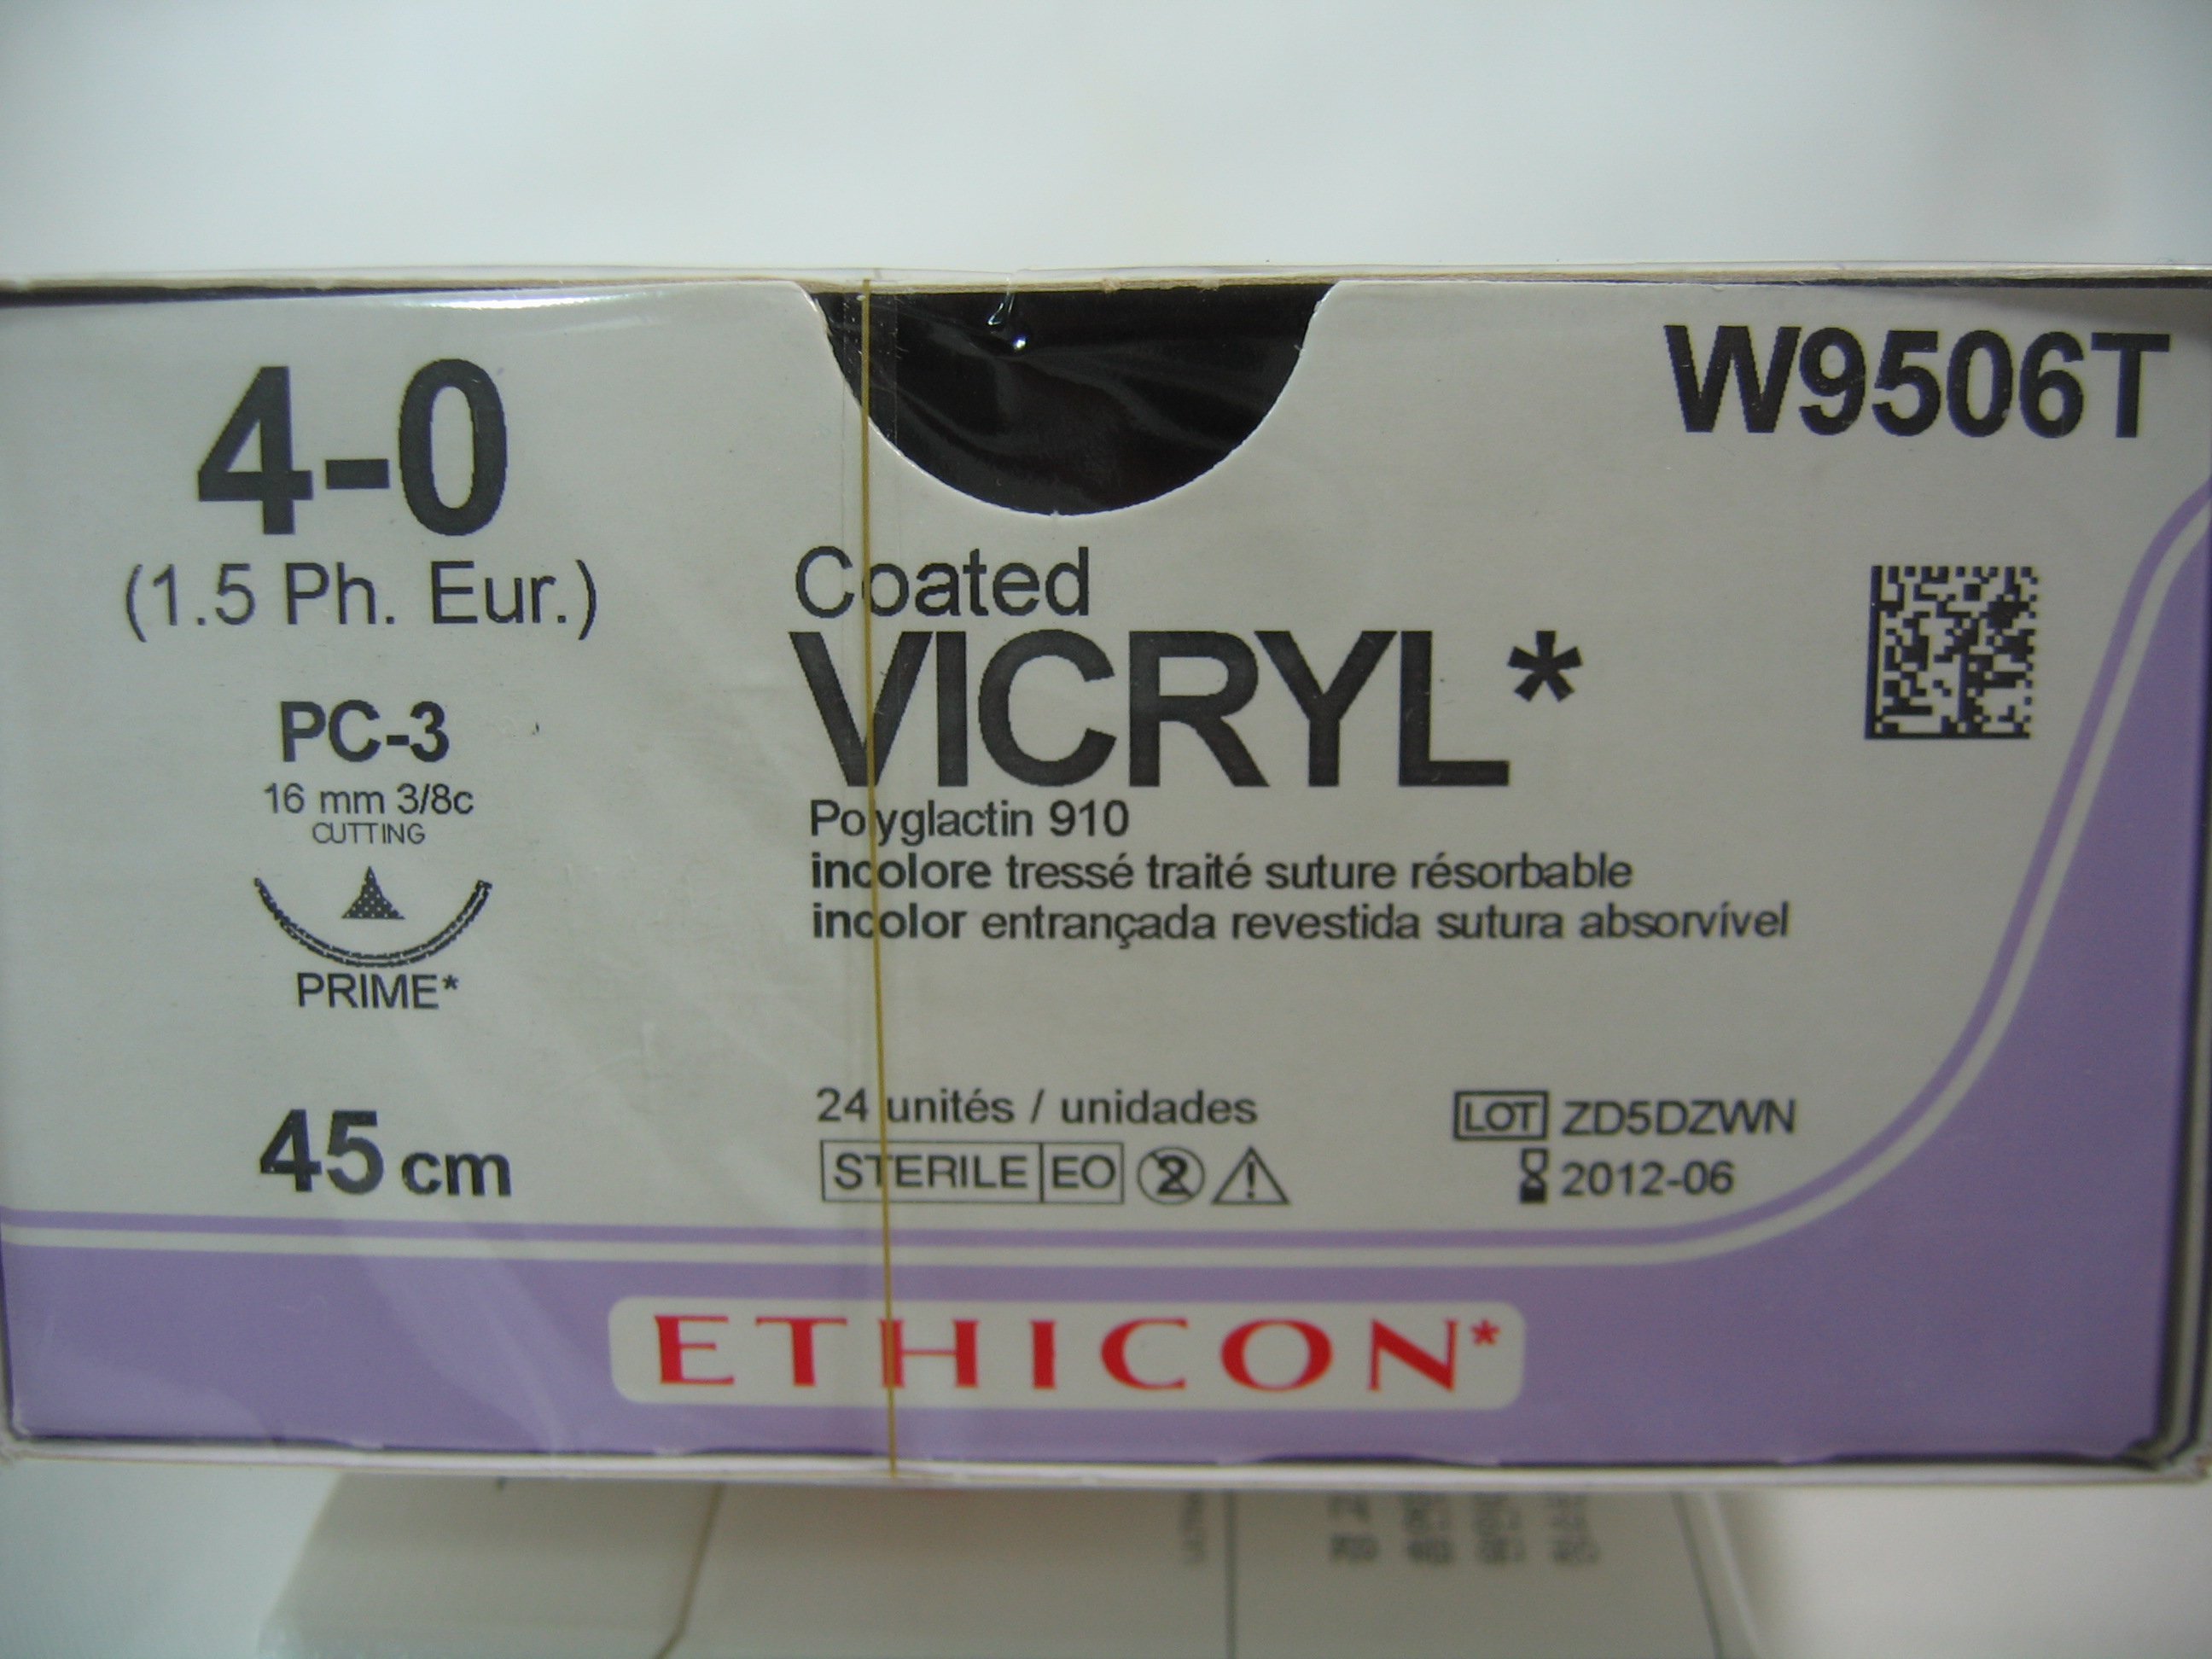 4-0
(1.5 Ph. Eur.)
PC-3
16 mm 3/8c
CUTTING
PRIME*
45 cm
W9506T
Coated
VICRYL*
Polyglactin 910
incolore tressé traité suture résorbable
incolor entrançada revestida sutura absorvível
24 unités / unidades
STERILE EO 2
LOT ZD5DZWN
2012-06
ETHICON*